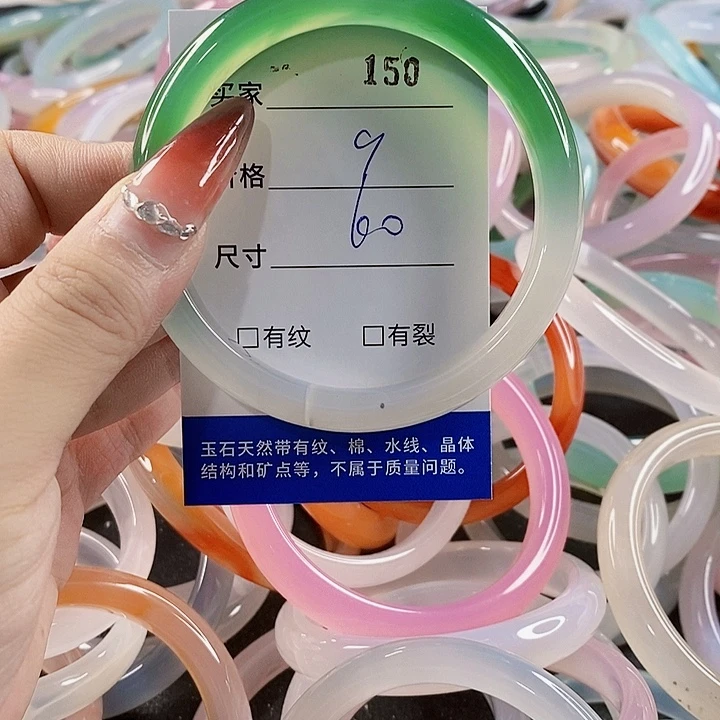 买家 150
价格 9
尺寸 60
□有纹 □有裂
玉石天然带有纹、棉、水线、晶体
结构和矿点等，不属于质量问题。